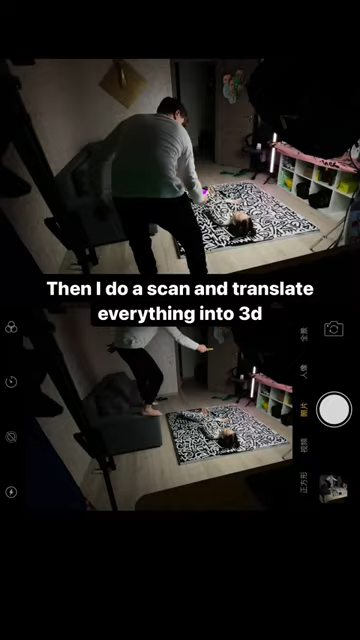 Then I do a scan and translate
everything into 3d
全景
人像
照片
视频
正方形